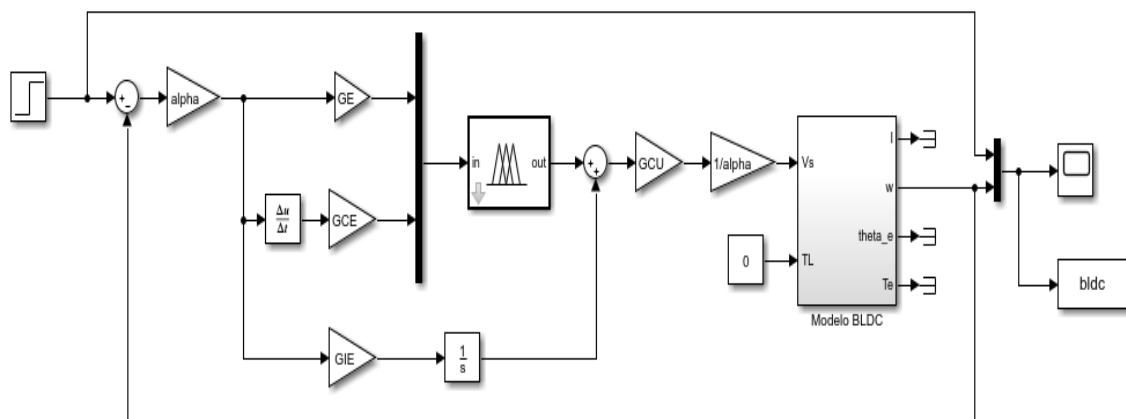 +
−
alpha
GE
Δu
Δt
GCE
GIE
1
s
in
out
+
+
GCU
1/alpha
Vs
TL
0
I
w
theta_e
Te
Modelo BLDC
bldc